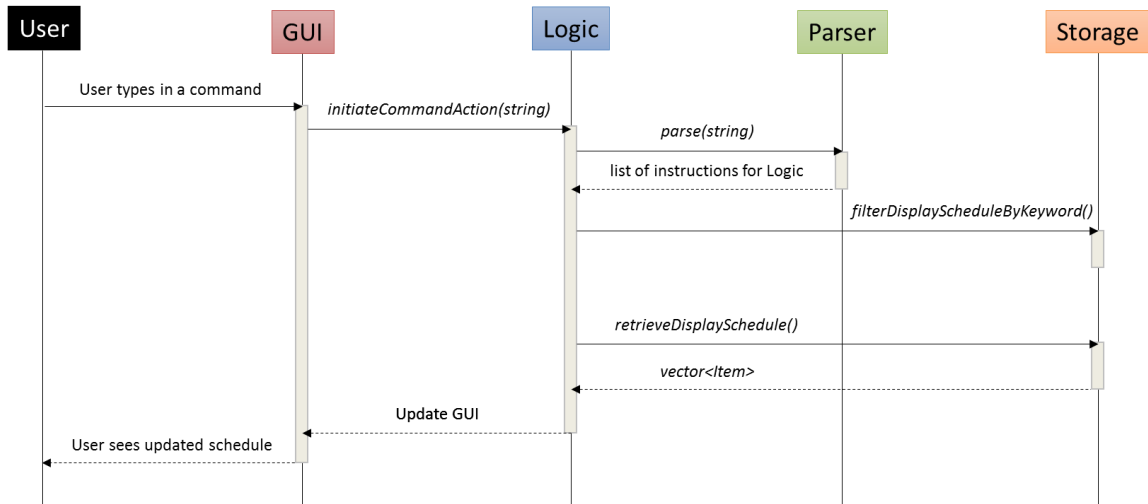 User
GUI
Logic
Parser
Storage
User types in a command
initiateCommandAction(string)
parse(string)
list of instructions for Logic
filterDisplayScheduleByKeyword()
retrieveDisplaySchedule()
vector<Item>
Update GUI
User sees updated schedule